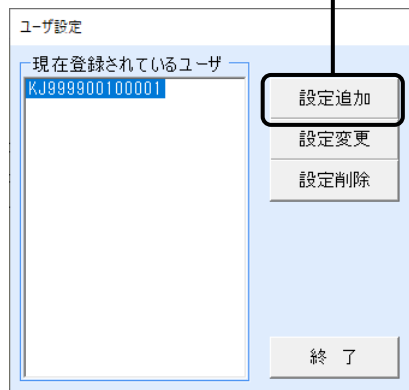 ユーザ設定
現在登録されているユーザ
KJ999900100001
設定追加
設定変更
設定削除
終 了